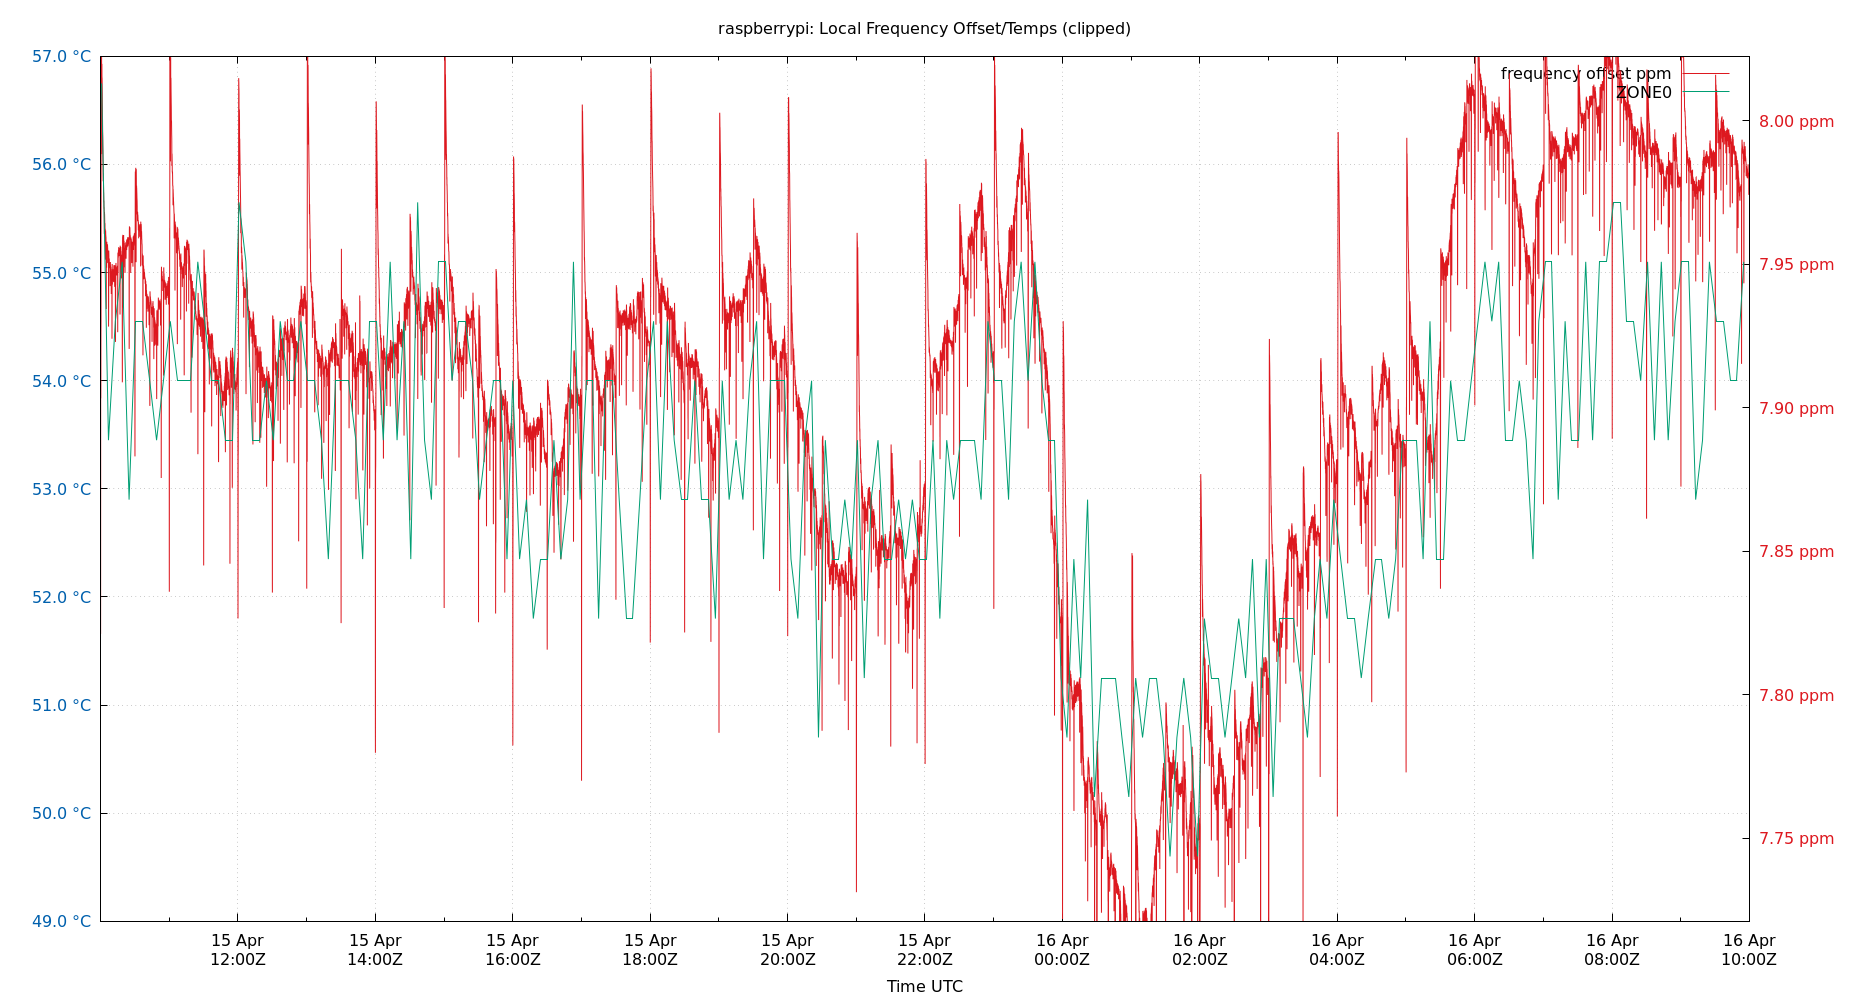 raspberrypi: Local Frequency Offset/Temps (clipped)
57.0 °C
56.0 °C
55.0 °C
54.0 °C
53.0 °C
52.0 °C
51.0 °C
50.0 °C
49.0 °C
frequency offset ppm
ZONE0
8.00 ppm
7.95 ppm
7.90 ppm
7.85 ppm
7.80 ppm
7.75 ppm
15 Apr
12:00Z
15 Apr
14:00Z
15 Apr
16:00Z
15 Apr
18:00Z
15 Apr
20:00Z
15 Apr
22:00Z
16 Apr
00:00Z
16 Apr
02:00Z
16 Apr
04:00Z
16 Apr
06:00Z
16 Apr
08:00Z
16 Apr
10:00Z
Time UTC